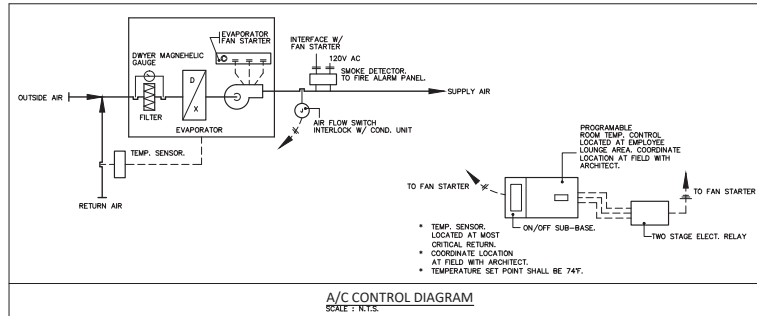 EVAPORATOR
FAN STARTER
INTERFACE W/
FAN STARTER
120V AC
DWYER MAGNEHELIC
GAUGE
SMOKE DETECTOR.
TO FIRE ALARM PANEL.
D
X
OUTSIDE AIR
SUPPLY AIR
FILTER
EVAPORATOR
AIR FLOW SWITCH
INTERLOCK W/ COND. UNIT
TEMP. SENSOR.
RETURN AIR
PROGRAMABLE
ROOM TEMP. CONTROL
LOCATED AT EMPLOYEE
LOUNGE AREA. COORDINATE
LOCATION AT FIELD WITH
ARCHITECT.
TO FAN STARTER
TO FAN STARTER
ON/OFF SUB-BASE.
TWO STAGE ELECT. RELAY
* TEMP. SENSOR.
LOCATED AT MOST
CRITICAL RETURN.
* COORDINATE LOCATION
AT FIELD WITH ARCHITECT.
* TEMPERATURE SET POINT SHALL BE 74°F.
A/C CONTROL DIAGRAM
SCALE : N.T.S.